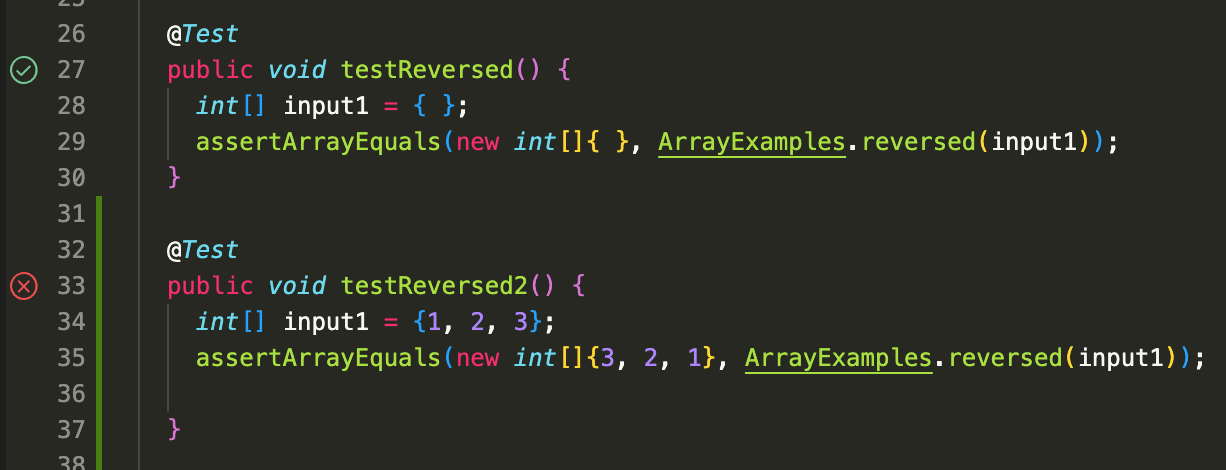 25
26 @Test
27 public void testReversed() {
28 int[] input1 = { };
29 assertArrayEquals(new int[]{ }, ArrayExamples.reversed(input1));
30 }
31
32 @Test
33 public void testReversed2() {
34 int[] input1 = {1, 2, 3};
35 assertArrayEquals(new int[]{3, 2, 1}, ArrayExamples.reversed(input1));
36
37 }
38